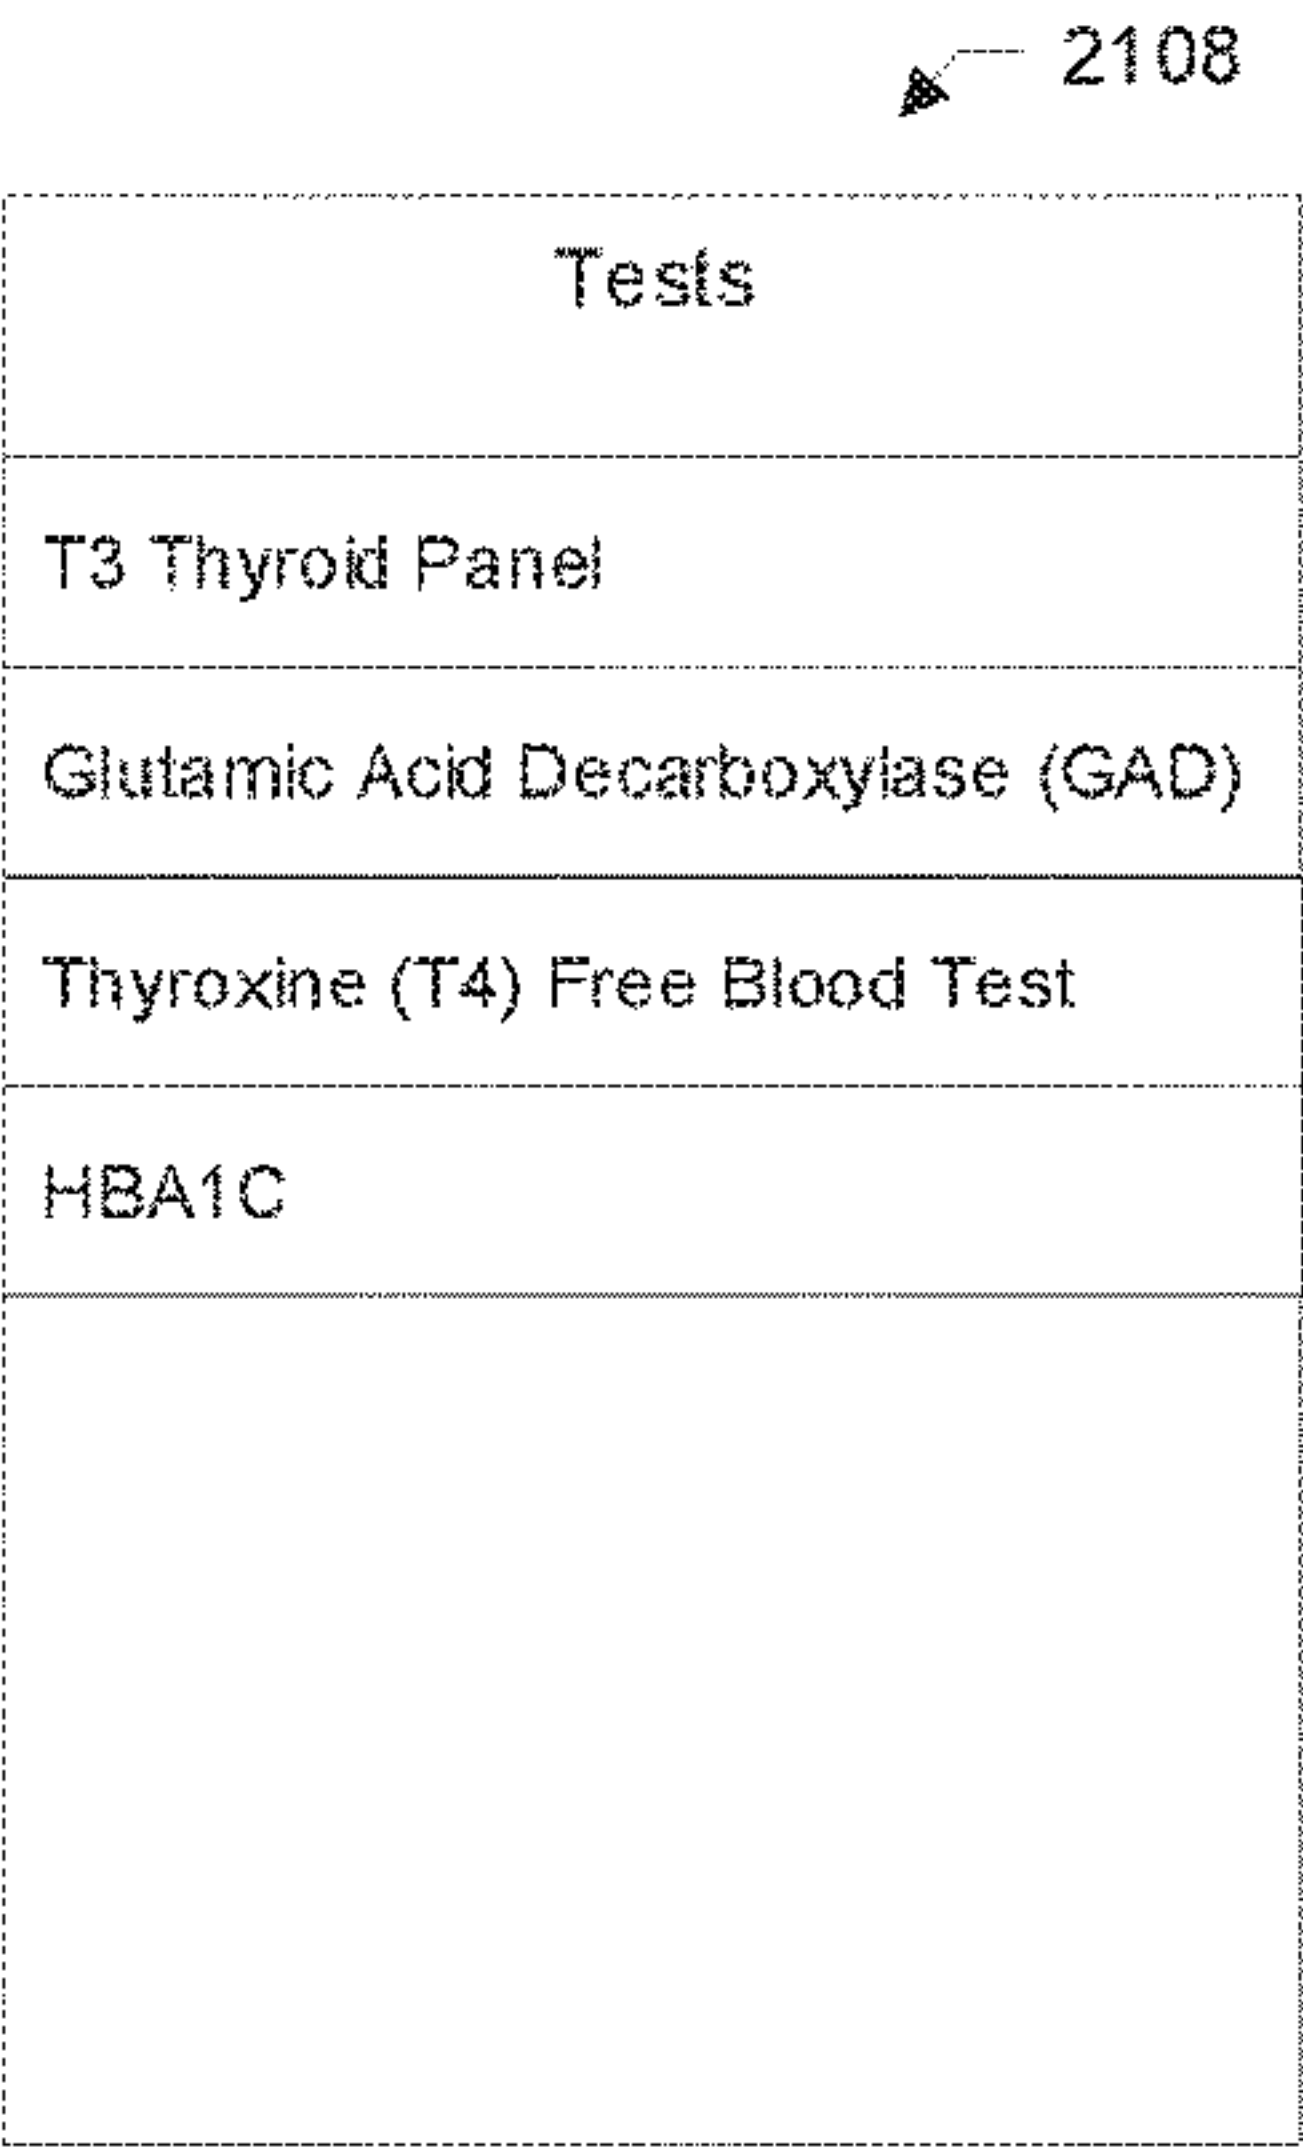 2108
Tests
T3 Thyroid Panel
Glutamic Acid Decarboxylase (GAD)
Thyroxine (T4) Free Blood Test
HBA1C